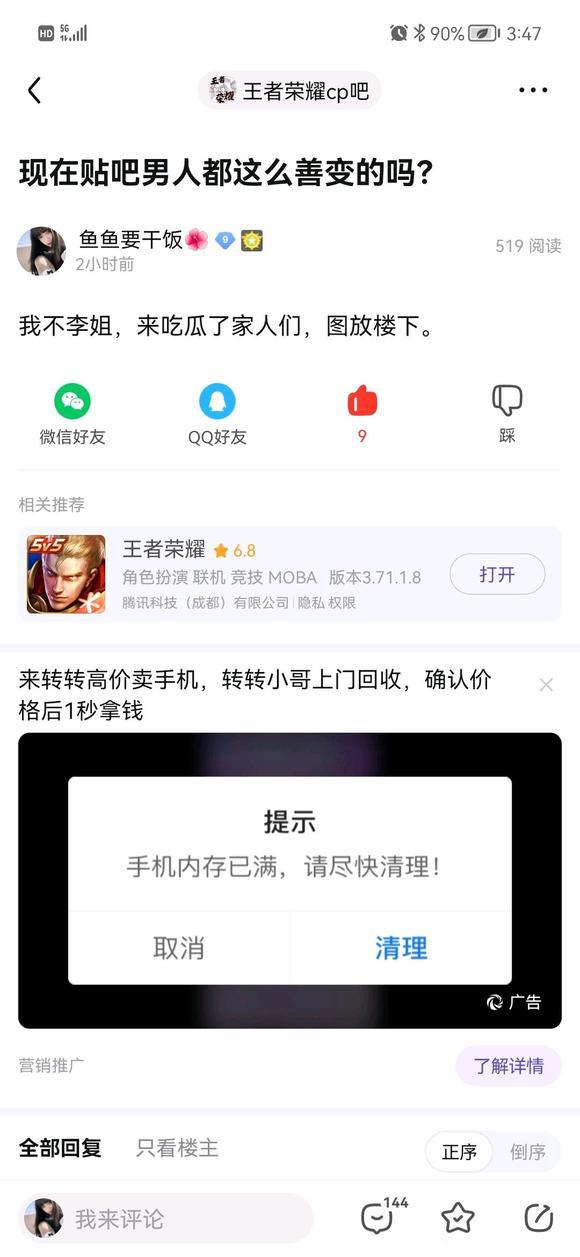 HD 5G 90% 3:47
王者荣耀 王者荣耀cp吧
现在贴吧男人都这么善变的吗？
鱼鱼要干饭🌺 9
519 阅读
2小时前
我不李姐，来吃瓜了家人们，图放楼下。
微信好友 QQ好友 9 踩
相关推荐
5v5
王者荣耀 6.8
角色扮演 联机 竞技 MOBA 版本3.71.1.8
打开
腾讯科技（成都）有限公司 | 隐私 权限
来转转高价卖手机，转转小哥上门回收，确认价
格后1秒拿钱
提示
手机内存已满，请尽快清理！
取消 清理
广告
营销推广 了解详情
全部回复 只看楼主 正序 倒序
我来评论 144